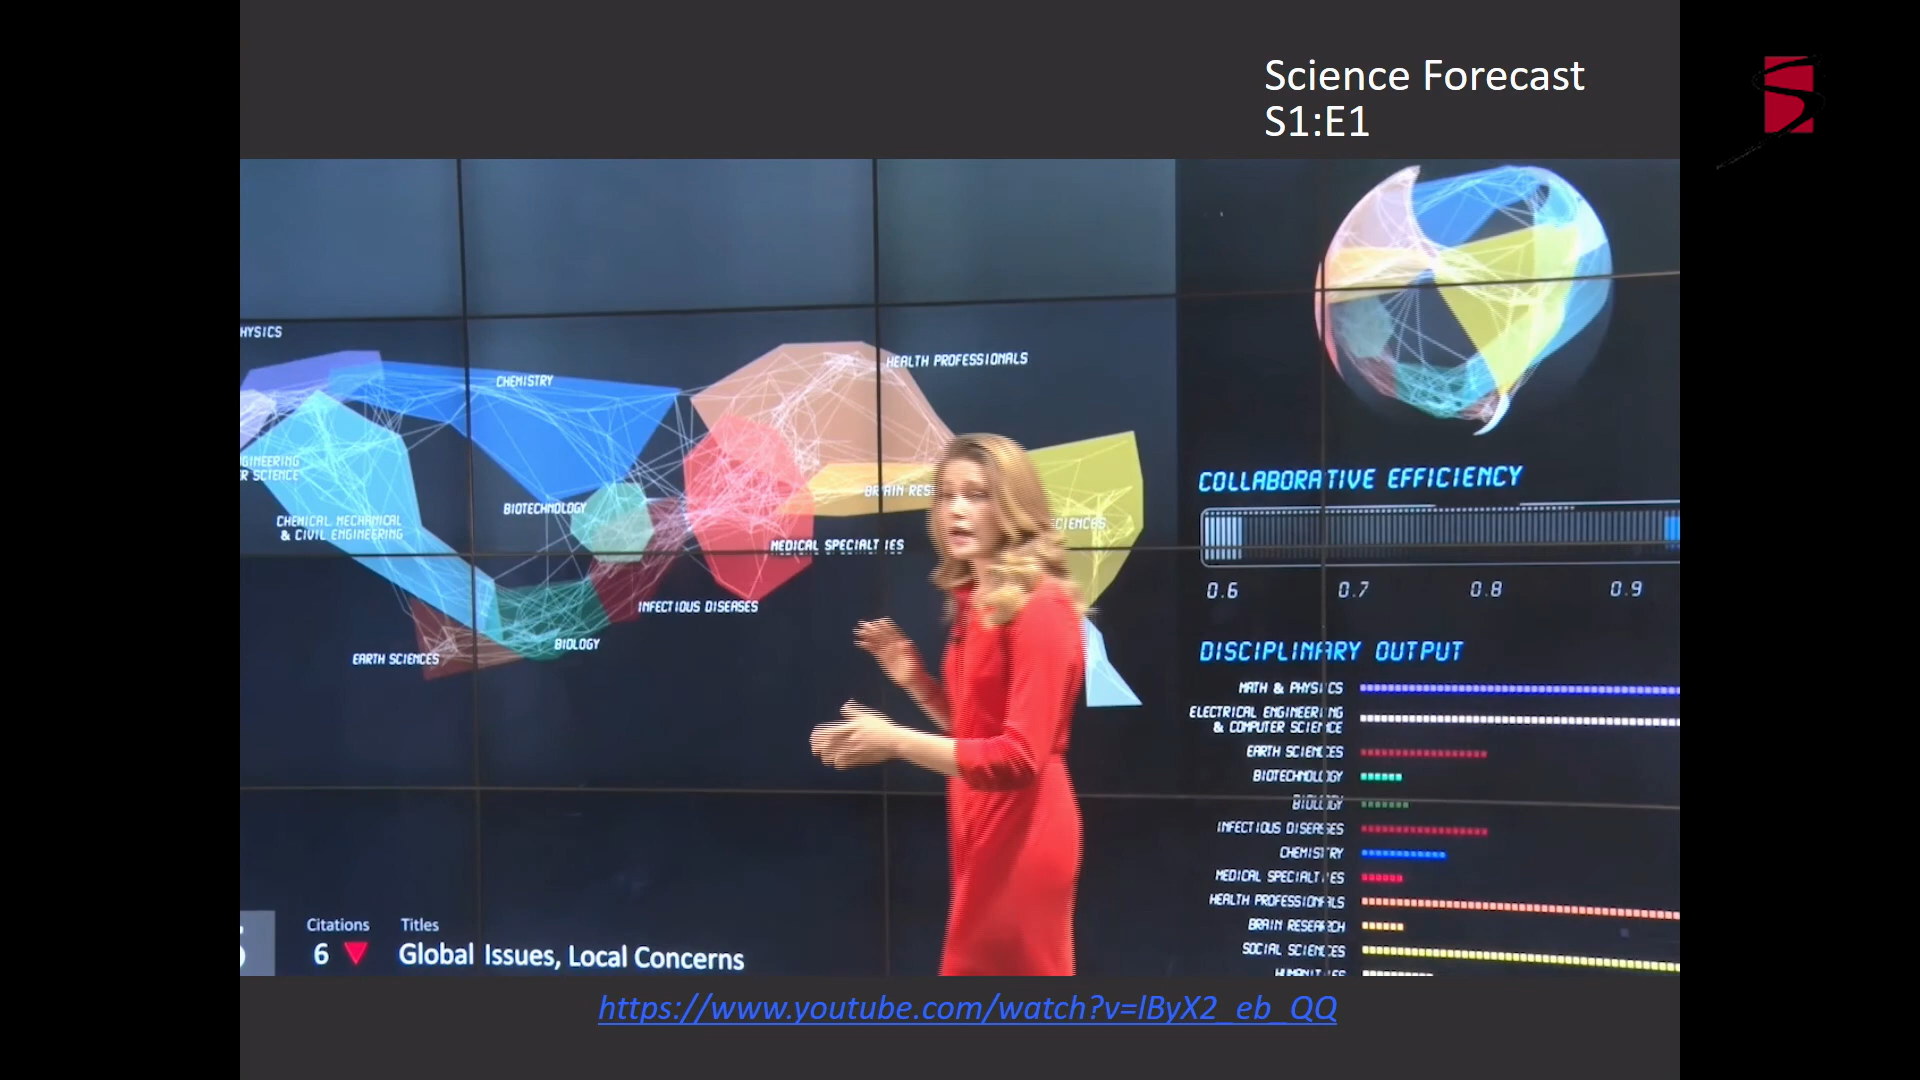 Science Forecast
S1:E1
HYSICS
CHEMISTRY
HEALTH PROFESSIONALS
GINEERING
R SCIENCE
BIOTECHNOLOGY
BRAIN RES
CIENCES
CHEMICAL, MECHANICAL
& CIVIL ENGINEERING
MEDICAL SPECIALTIES
INFECTIOUS DISEASES
BIOLOGY
EARTH SCIENCES
COLLABORATIVE EFFICIENCY
0.6 0.7 0.8 0.9
DISCIPLINARY OUTPUT
MATH & PHYSICS
ELECTRICAL ENGINEERING
& COMPUTER SCIENCE
EARTH SCIENCES
BIOTECHNOLOGY
BIOLOGY
INFECTIOUS DISEASES
CHEMISTRY
MEDICAL SPECIALTIES
HEALTH PROFESSIONALS
BRAIN RESEARCH
SOCIAL SCIENCES
HUMANITIES
Citations Titles
6 Global Issues, Local Concerns
https://www.youtube.com/watch?v=lByX2_eb_QQ